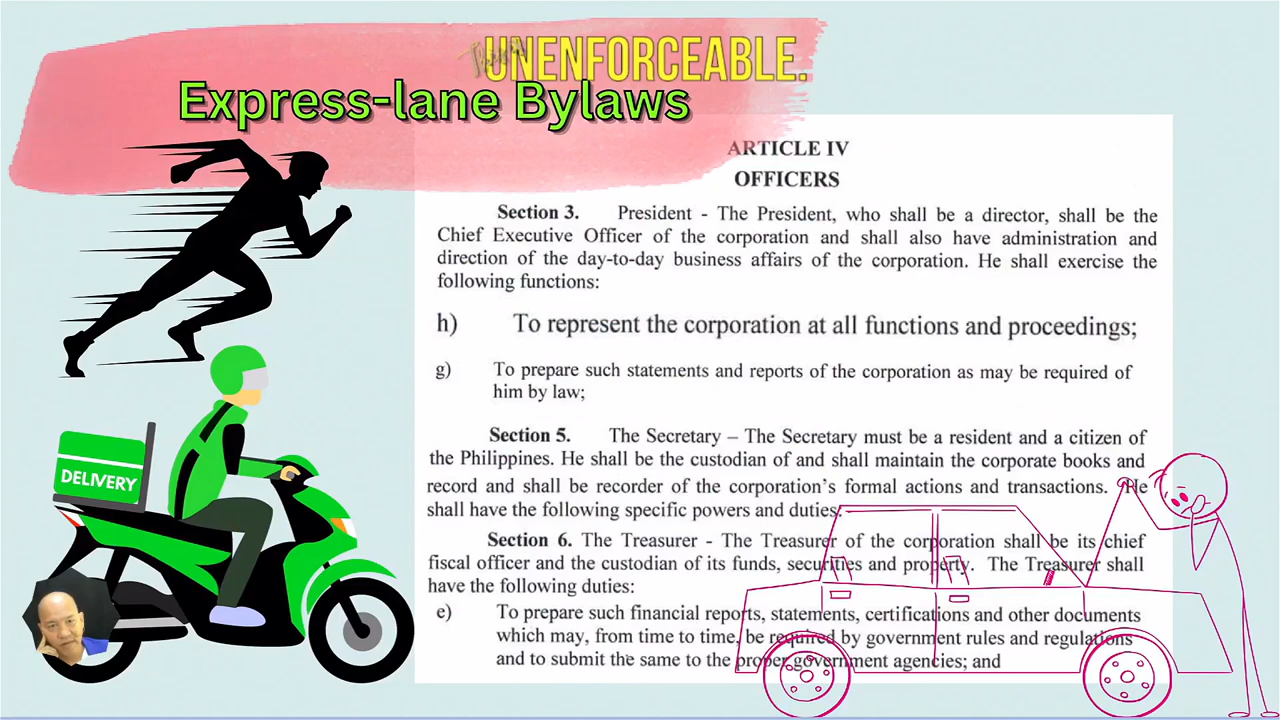 UNENFORCEABLE.
Express-lane Bylaws
ARTICLE IV
OFFICERS
Section 3. President - The President, who shall be a director, shall be the
Chief Executive Officer of the corporation and shall also have administration and
direction of the day-to-day business affairs of the corporation. He shall exercise the
following functions:
h) To represent the corporation at all functions and proceedings;
g) To prepare such statements and reports of the corporation as may be required of
him by law;
Section 5. The Secretary – The Secretary must be a resident and a citizen of
the Philippines. He shall be the custodian of and shall maintain the corporate books and
record and shall be recorder of the corporation's formal actions and transactions. He
shall have the following specific powers and duties:
Section 6. The Treasurer - The Treasurer of the corporation shall be its chief
fiscal officer and the custodian of its funds, securities and property. The Treasurer shall
have the following duties:
e) To prepare such financial reports, statements, certifications and other documents
which may, from time to time, be required by government rules and regulations
and to submit the same to the proper government agencies; and
DELIVERY